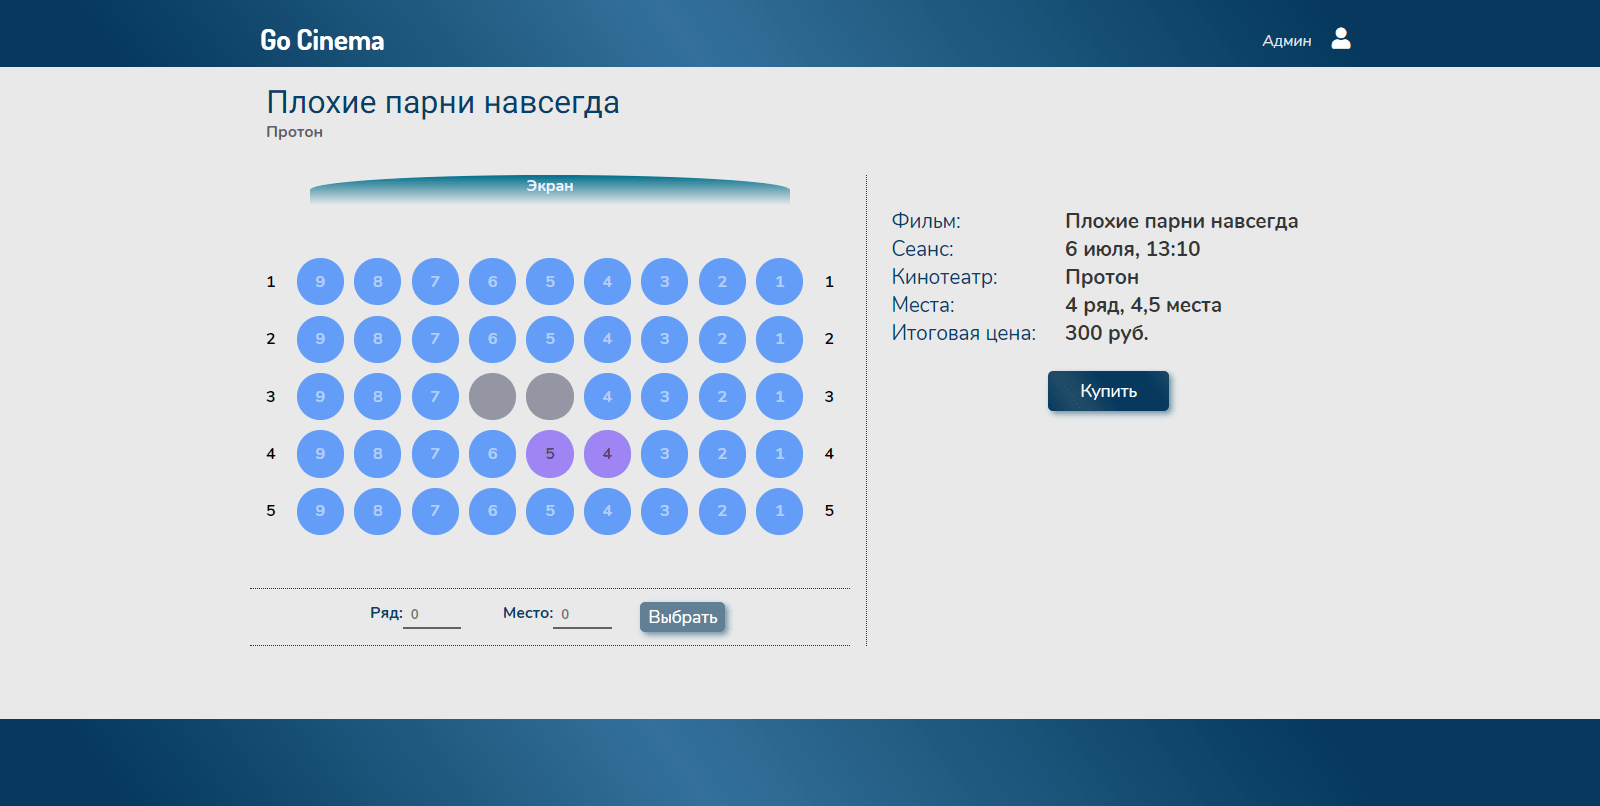 Go Cinema
Админ
Плохие парни навсегда
Протон
Экран
1 9 8 7 6 5 4 3 2 1 1
2 9 8 7 6 5 4 3 2 1 2
3 9 8 7 4 3 2 1 3
4 9 8 7 6 5 4 3 2 1 4
5 9 8 7 6 5 4 3 2 1 5
Ряд: 0 Место: 0 Выбрать
Фильм: Плохие парни навсегда
Сеанс: 6 июля, 13:10
Кинотеатр: Протон
Места: 4 ряд, 4,5 места
Итоговая цена: 300 руб.
Купить